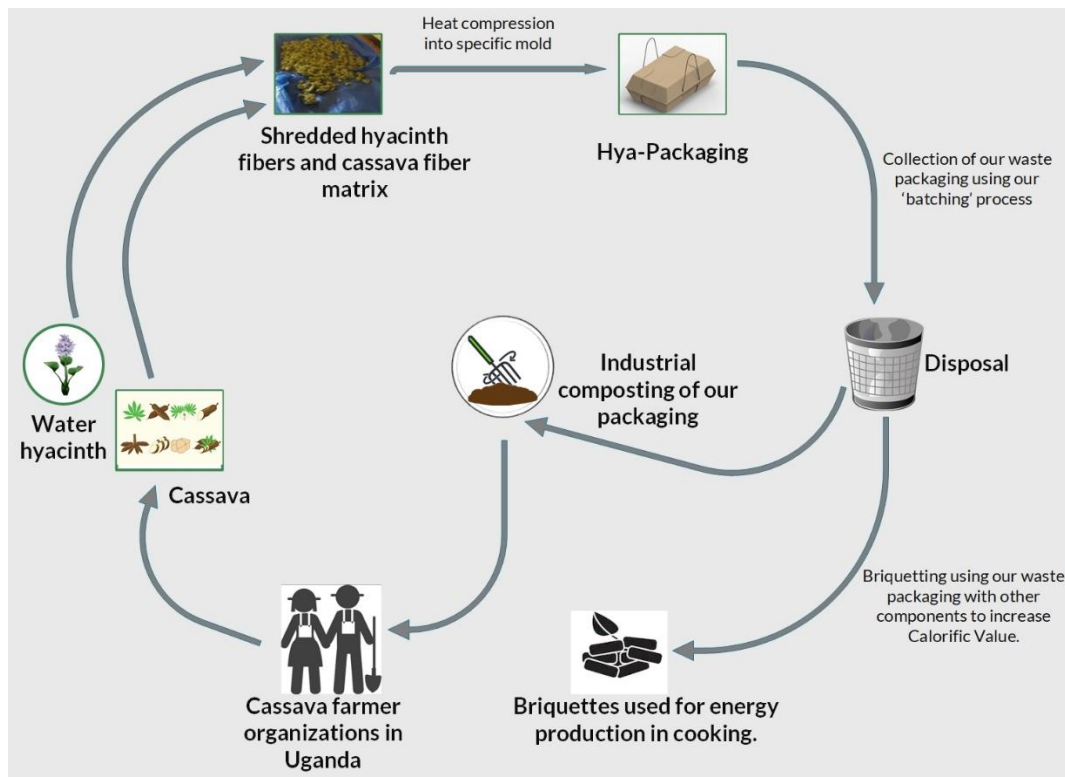 Heat compression
into specific mold
Shredded hyacinth
fibers and cassava fiber
matrix
Hya-Packaging
Collection of our waste
packaging using our
‘batching’ process
Water
hyacinth
Cassava
Industrial
composting of our
packaging
Disposal
Briquetting using our waste
packaging with other
components to increase
Calorific Value.
Cassava farmer
organizations in
Uganda
Briquettes used for energy
production in cooking.